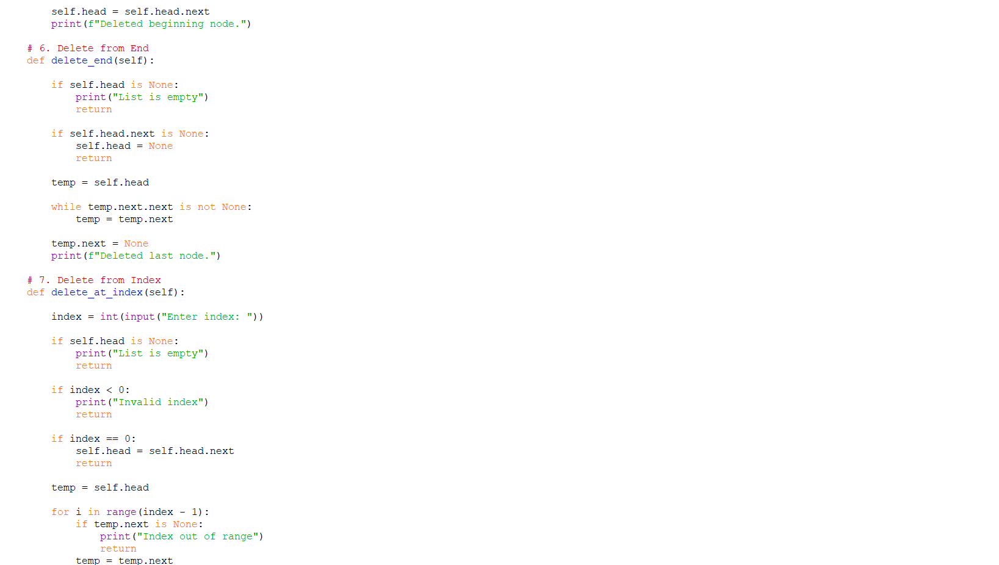 self.head = self.head.next
print(f"Deleted beginning node.")
# 6. Delete from End
def delete_end(self):
if self.head is None:
print("List is empty")
return
if self.head.next is None:
self.head = None
return
temp = self.head
while temp.next.next is not None:
temp = temp.next
temp.next = None
print(f"Deleted last node.")
# 7. Delete from Index
def delete_at_index(self):
index = int(input("Enter index: "))
if self.head is None:
print("List is empty")
return
if index < 0:
print("Invalid index")
return
if index == 0:
self.head = self.head.next
return
temp = self.head
for i in range(index - 1):
if temp.next is None:
print("Index out of range")
return
temp = temp.next